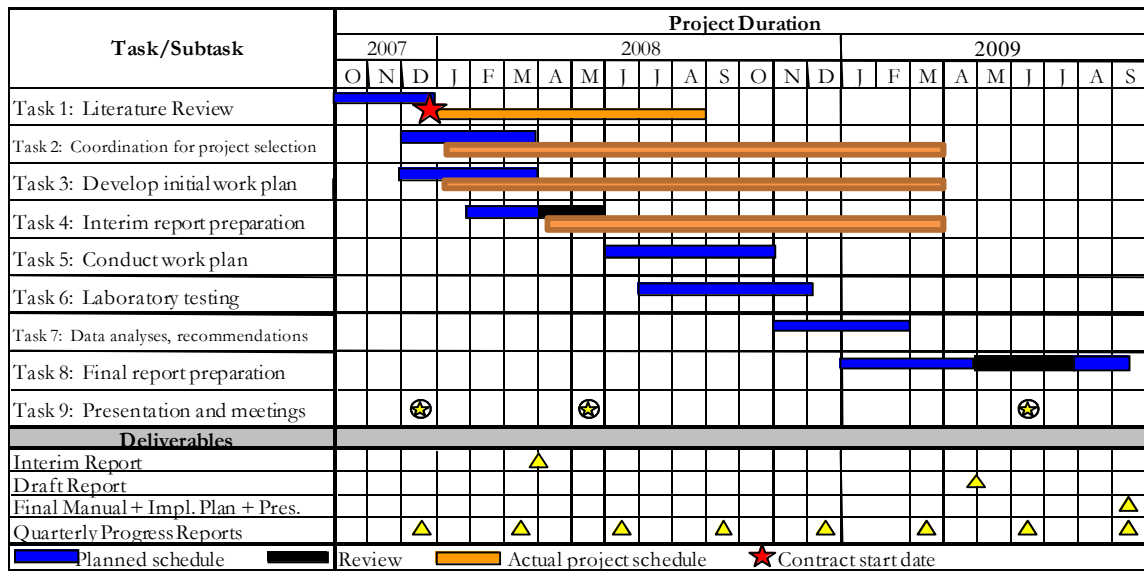 Task/Subtask
Project Duration
2007 2008 2009
O N D J F M A M J J A S O N D J F M A M J J A S
Task 1: Literature Review
Task 2: Coordination for project selection
Task 3: Develop initial work plan
Task 4: Interim report preparation
Task 5: Conduct work plan
Task 6: Laboratory testing
Task 7: Data analyses, recommendations
Task 8: Final report preparation
Task 9: Presentation and meetings
Deliverables
Interim Report
Draft Report
Final Manual + Impl. Plan + Pres.
Quarterly Progress Reports
Planned schedule Review Actual project schedule Contract start date